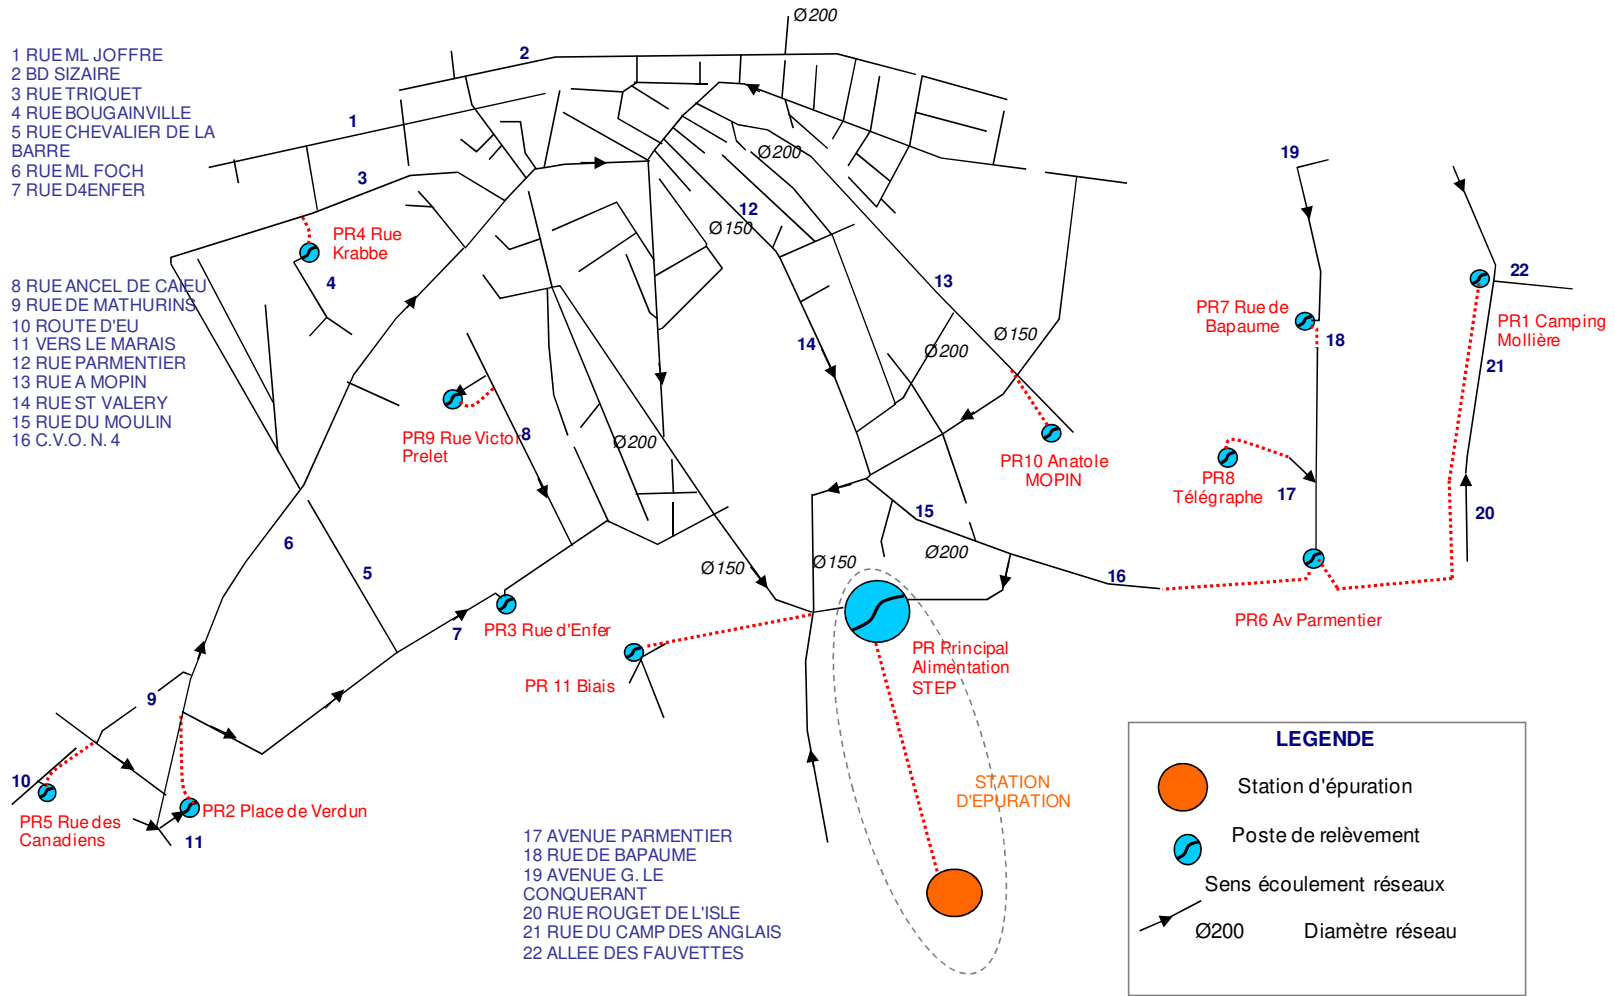 Ø200
1 RUE ML JOFFRE
2 BD SIZAIRE
3 RUE TRIQUET
4 RUE BOUGAINVILLE
5 RUE CHEVALIER DE LA
BARRE
6 RUE ML FOCH
7 RUE D4ENFER
2
1
3
Ø200
19
12
Ø150
PR4 Rue
Krabbe
4
8 RUE ANCEL DE CAIEU
9 RUE DE MATHURINS
10 ROUTE D'EU
11 VERS LE MARAIS
12 RUE PARMENTIER
13 RUE A MOPIN
14 RUE ST VALERY
15 RUE DU MOULIN
16 C.V.O. N. 4
13
22
PR7 Rue de
Bapaume
18
PR1 Camping
Mollière
21
14
Ø150
Ø200
PR9 Rue Victor
Prelet
8
Ø200
PR10 Anatole
MOPIN
PR8
Télégraphe
17
20
15
6
5
Ø150
Ø150
Ø200
16
7
PR3 Rue d'Enfer
PR6 Av Parmentier
PR 11 Biais
PR Principal
Alimentation
STEP
9
10
PR5 Rue des
Canadiens
PR2 Place de Verdun
11
STATION
D'EPURATION
17 AVENUE PARMENTIER
18 RUE DE BAPAUME
19 AVENUE G. LE
CONQUERANT
20 RUE ROUGET DE L'ISLE
21 RUE DU CAMP DES ANGLAIS
22 ALLEE DES FAUVETTES
LEGENDE
Station d'épuration
Poste de relèvement
Sens écoulement réseaux
Ø200 Diamètre réseau